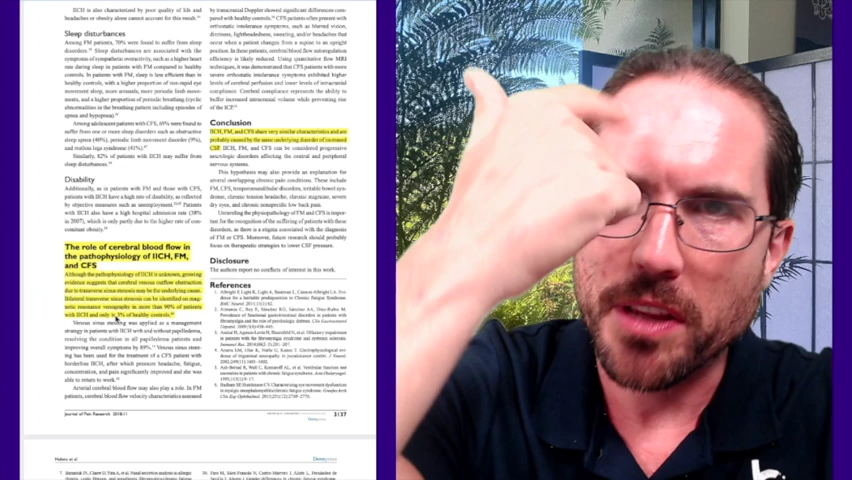 IICH is also characterized by poor quality of life and
headaches or obesity alone cannot account for this result.
Sleep disturbances
Among FM patients, 70% were found to suffer from sleep
disorders. Sleep disturbances are associated with the
symptoms of sympathetic overactivity, such as a higher heart
rate during sleep in patients with FM compared to healthy
controls. In patients with FM, sleep is less efficient than in
healthy controls, with a higher proportion of non-rapid eye
movement sleep, more arousals, more periodic limb move-
ments, and a higher proportion of periodic breathing (cyclic
abnormalities in the breathing pattern including episodes of
apnea and hypopnea).
Among adolescent patients with CFS, 69% were found to
suffer from one or more sleep disorders such as obstructive
sleep apnea (46%), periodic limb movement disorder (9%),
and restless legs syndrome (41%).
Similarly, 82% of patients with IICH may suffer from
sleep disorders.
Disability
Additionally, as in patients with FM and those with CFS,
patients with IICH have a high rate of disability, as reflected
by objective measures such as unemployment. Patients
with IICH also have a high hospital admission rate (38%
in 2007), which is only partly due to the higher rate of con-
comitant obesity.
The role of cerebral blood flow in
the pathophysiology of IICH, FM,
and CFS
Although the pathophysiology of IICH is unknown, growing
evidence suggests that cerebral venous outflow obstruction
due to transverse sinus stenosis may be the underlying cause.
Bilateral transverse sinus stenosis can be identified on mag-
netic resonance venography in more than 90% of patients
with IICH and only in 3% of healthy controls.
Venous sinus stenting was applied as a management
strategy in patients with IICH with and without papilledema,
resolving the condition in all papilledema patients and
improving overall symptoms by 89%. Venous sinus stent-
ing has been used for the treatment of a CFS patient with
borderline IICH, after which pressure headache, fatigue,
concentration, and pain significantly improved and she was
able to return to work.
Arterial cerebral blood flow may also play a role. In FM
patients, cerebral blood flow velocity characteristics assessed
by transcranial Doppler showed significant differences com-
pared with healthy controls. CFS patients often present with
orthostatic intolerance symptoms, such as blurred vision,
dizziness, lightheadedness, sweating, and/or headaches that
occur when a patient changes from a supine to an upright
position. In these patients, cerebral blood flow autoregulation
efficiency is likely reduced. Using quantitative flow MRI
techniques, it was demonstrated that CFS patients with more
severe orthostatic intolerance symptoms exhibited higher
levels of cerebral perfusion and lower levels of intracranial
compliance. Cerebral compliance represents the ability to
buffer increased intracranial volume while preventing rise
of the ICP.
Conclusion
IICH, FM, and CFS share very similar characteristics and are
probably caused by the same underlying disorder of increased
CSF. IICH, FM, and CFS can be considered progressive
neurologic disorders affecting the central and peripheral
nervous systems.
This hypothesis may also provide an explanation for
several overlapping chronic pain conditions. These include
FM, CFS, temporomandibular disorder, irritable bowel syn-
drome, chronic tension headache, chronic migraine, severe
dry eyes, and chronic nonspecific low back pain.
Unraveling the physiopathology of FM and CFS is impor-
tant for the recognition of the suffering of patients with these
disorders, as there is a stigma associated with the diagnosis
of FM or CFS. Moreover, future research should probably
focus on therapeutic strategies to lower CSF pressure.
Disclosure
The authors report no conflicts of interest in this work.
References
Journal of Pain Research 2018:11
3137
Dovepress
Hulens et al
Dovepress